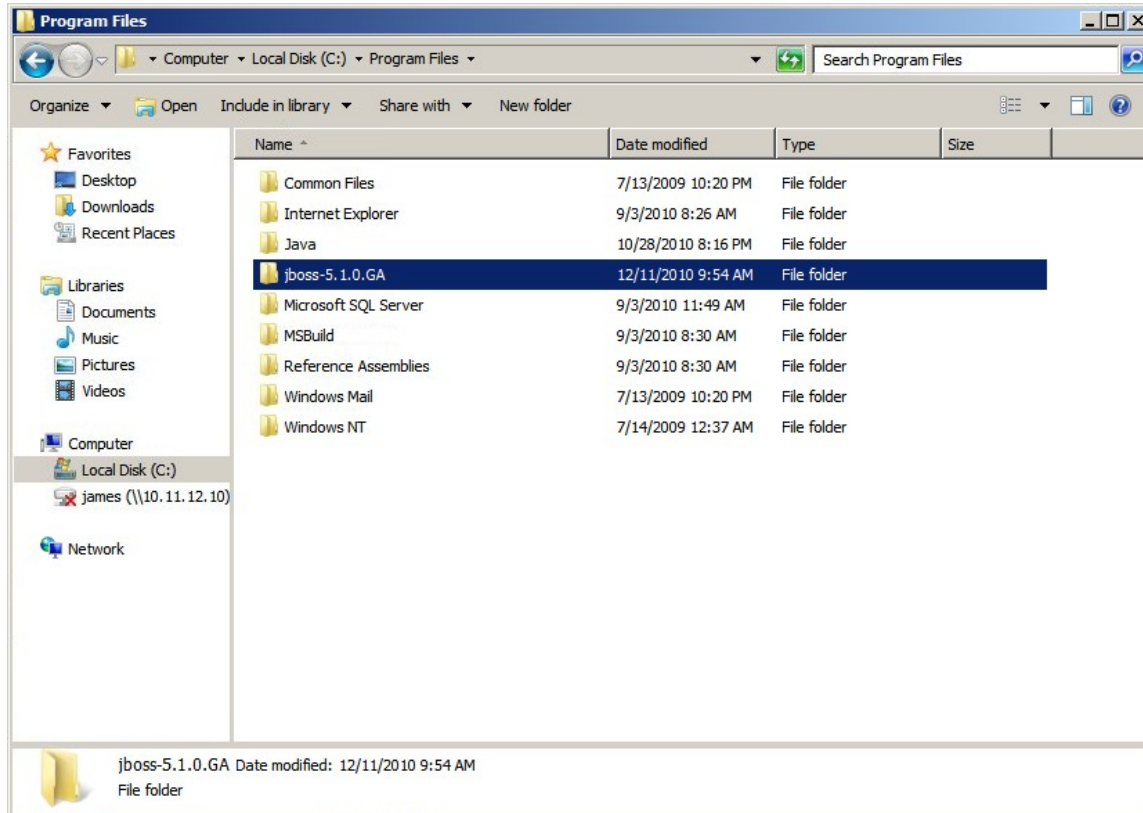 Program Files
Computer Local Disk (C:) Program Files
Search Program Files
Organize Open Include in library Share with New folder
Favorites
Desktop
Downloads
Recent Places
Libraries
Documents
Music
Pictures
Videos
Computer
Local Disk (C:)
james (\\10.11.12.10)
Network
Name Date modified Type Size
Common Files 7/13/2009 10:20 PM File folder
Internet Explorer 9/3/2010 8:26 AM File folder
Java 10/28/2010 8:16 PM File folder
jboss-5.1.0.GA 12/11/2010 9:54 AM File folder
Microsoft SQL Server 9/3/2010 11:49 AM File folder
MSBuild 9/3/2010 8:30 AM File folder
Reference Assemblies 9/3/2010 8:30 AM File folder
Windows Mail 7/13/2009 10:20 PM File folder
Windows NT 7/14/2009 12:37 AM File folder
jboss-5.1.0.GA Date modified: 12/11/2010 9:54 AM
File folder